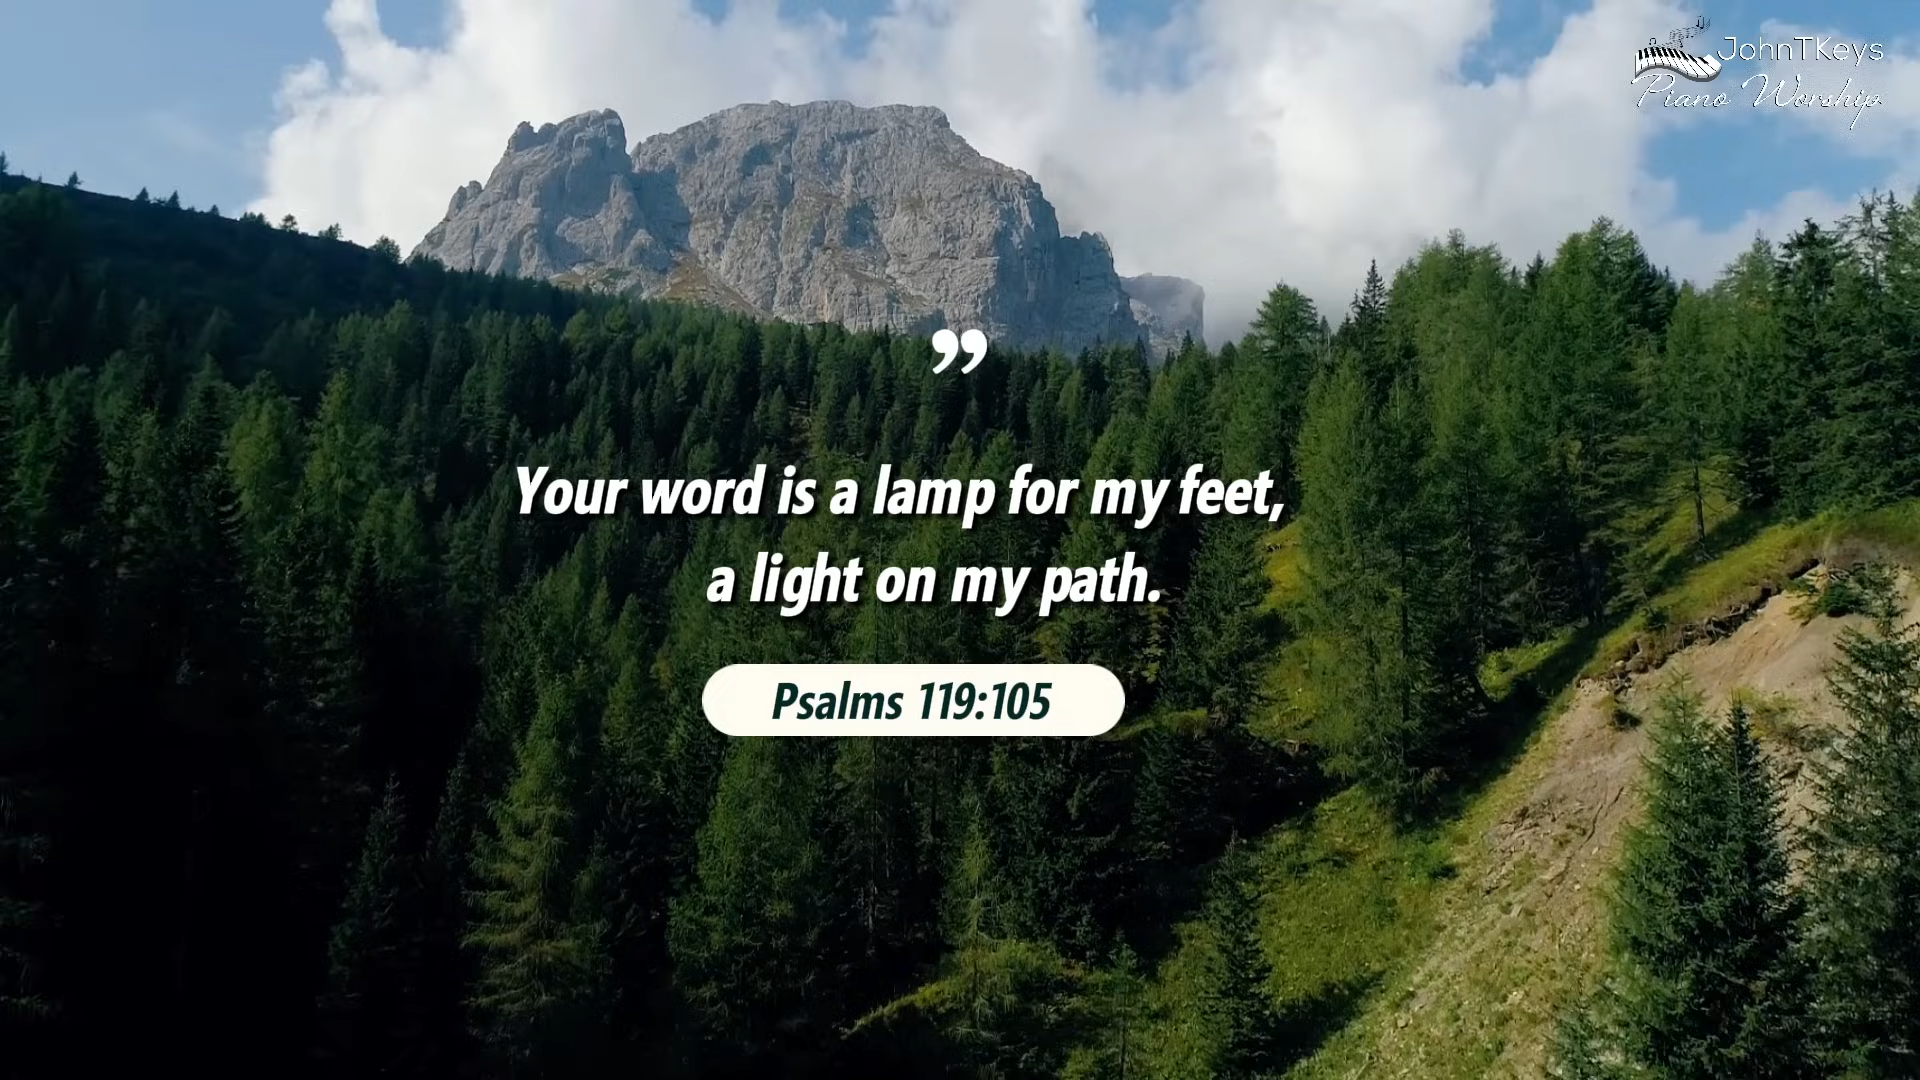 JohnTKeys
Piano Worship
”
Your word is a lamp for my feet,
a light on my path.
Psalms 119:105